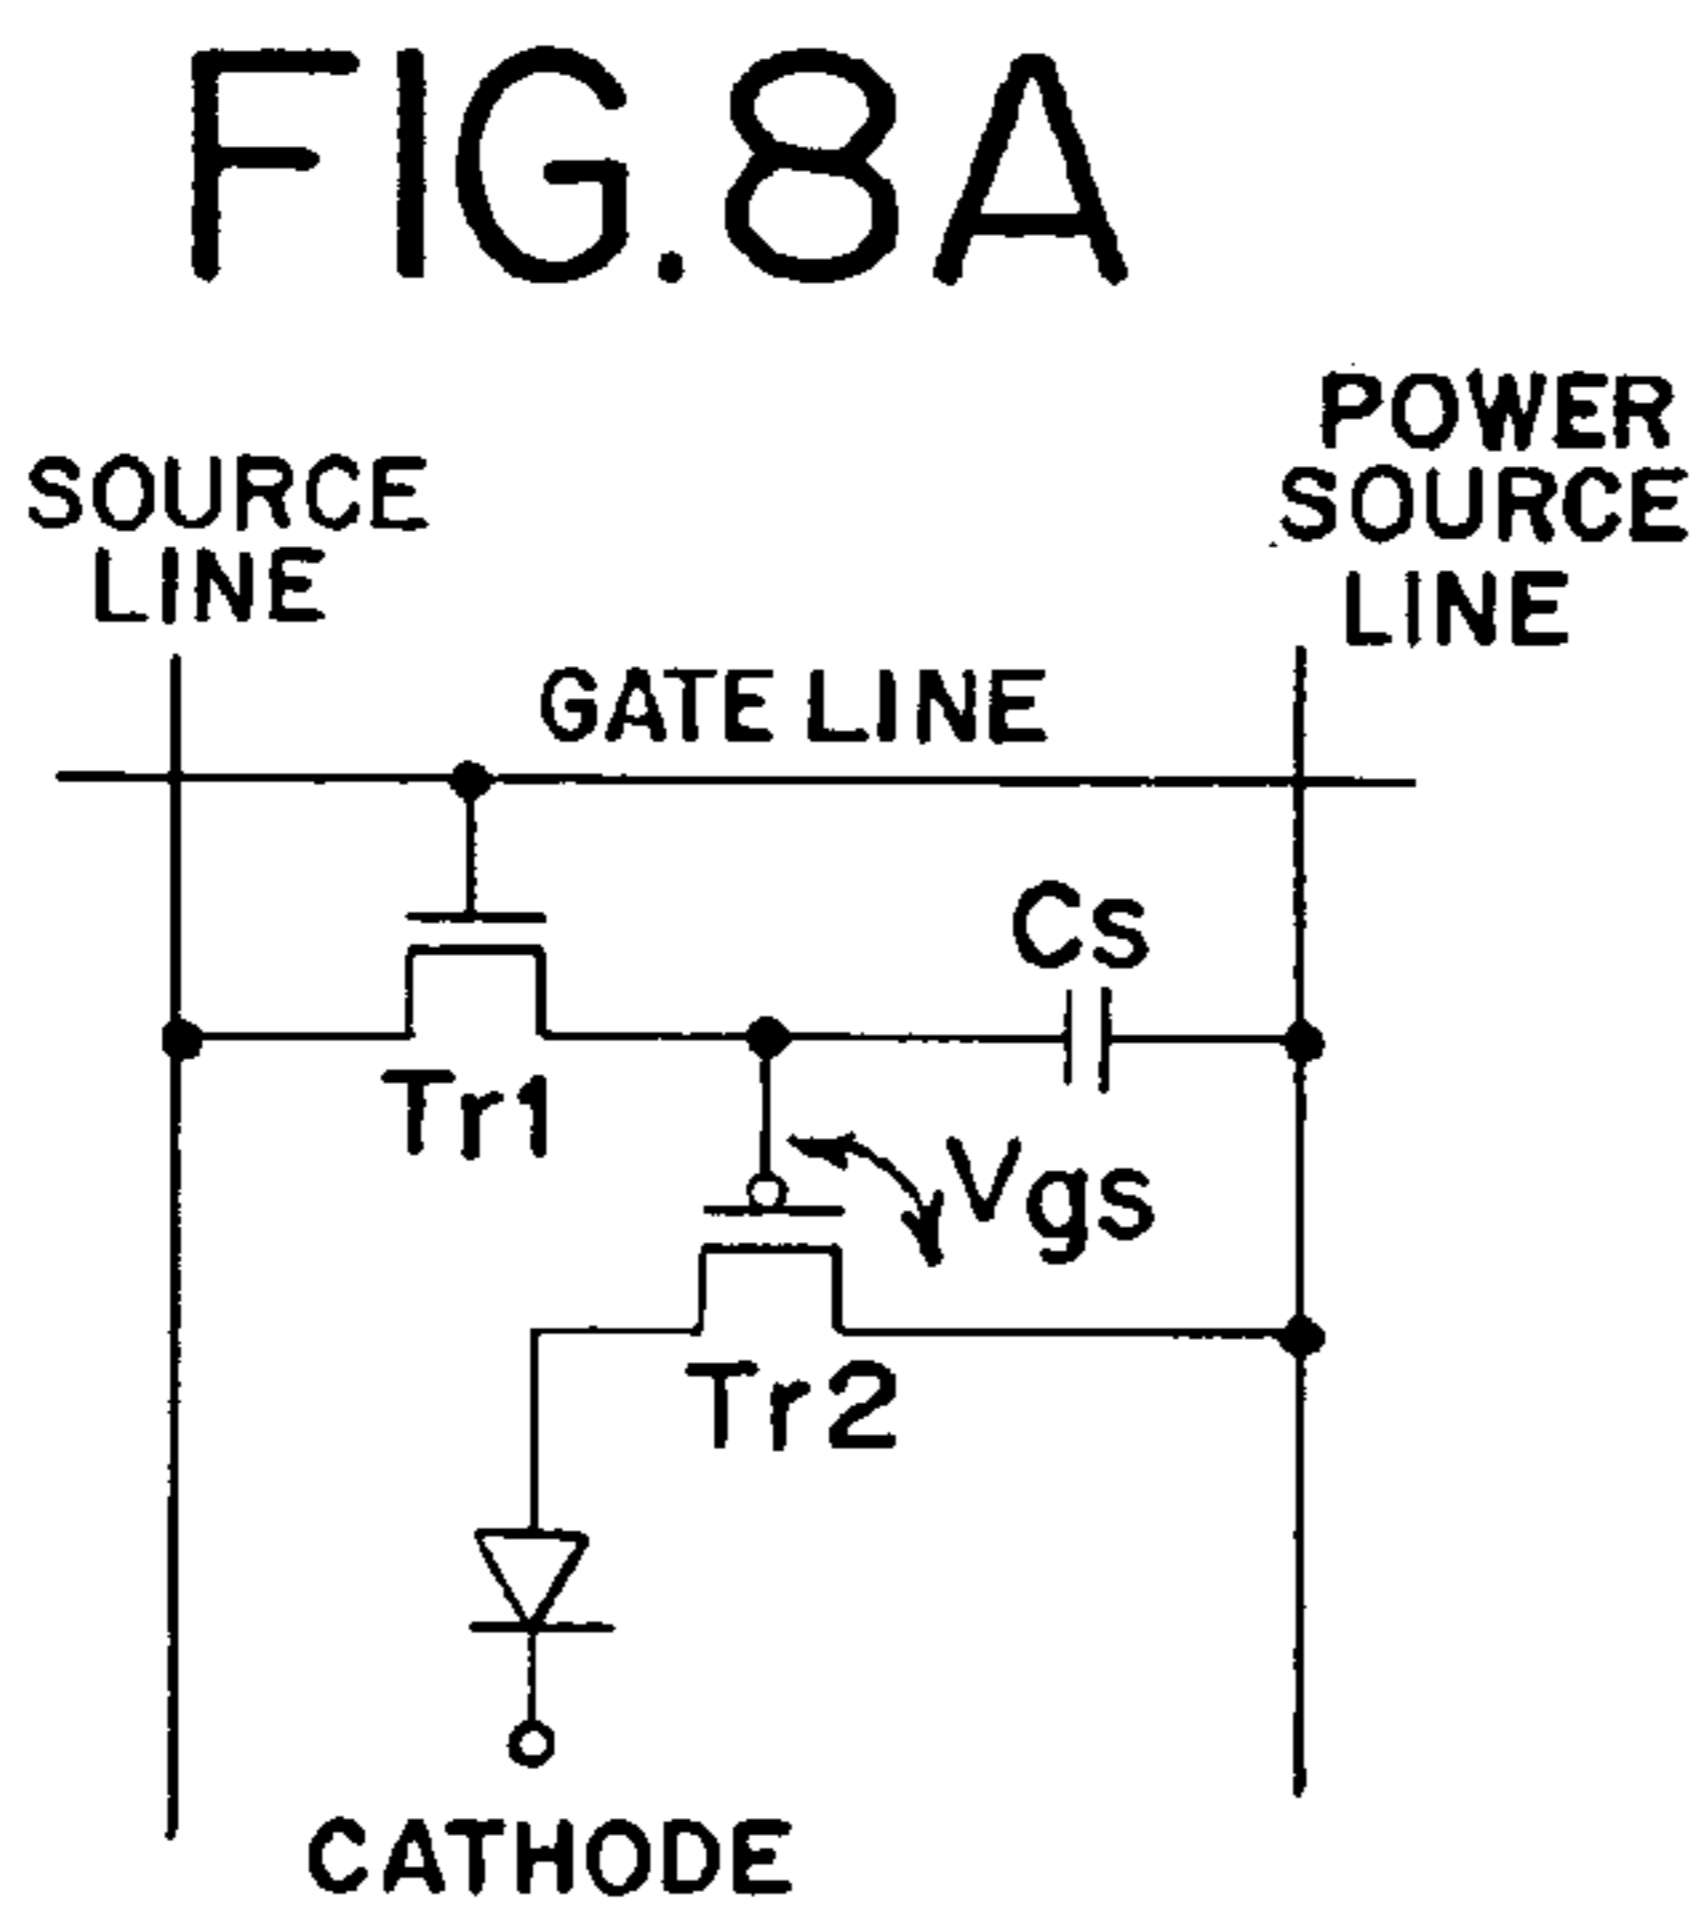 FIG.8A
POWER
SOURCE
LINE
SOURCE
LINE
GATE LINE
Cs
Tr1
Vgs
Tr2
CATHODE